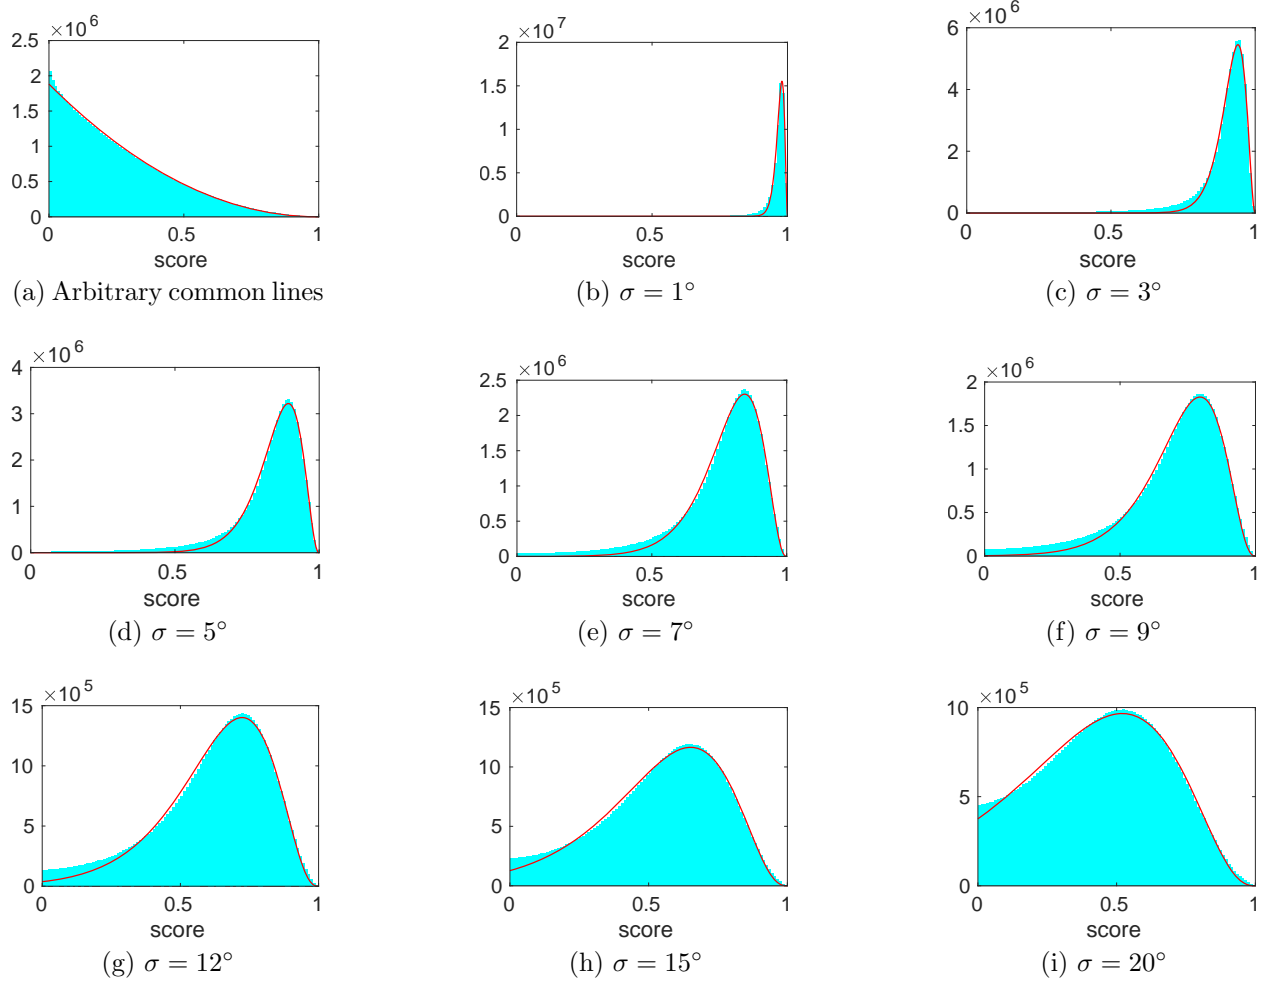 ×10^6
2.5
2
1.5
1
0.5
0
0 0.5 1
score
(a) Arbitrary common lines
×10^7
2
1.5
1
0.5
0
0 0.5 1
score
(b) σ = 1°
×10^6
6
4
2
0
0 0.5 1
score
(c) σ = 3°
×10^6
4
3
2
1
0
0 0.5 1
score
(d) σ = 5°
×10^6
2.5
2
1.5
1
0.5
0
0 0.5 1
score
(e) σ = 7°
×10^6
2
1.5
1
0.5
0
0 0.5 1
score
(f) σ = 9°
×10^5
15
10
5
0
0 0.5 1
score
(g) σ = 12°
×10^5
15
10
5
0
0 0.5 1
score
(h) σ = 15°
×10^5
10
5
0
0 0.5 1
score
(i) σ = 20°